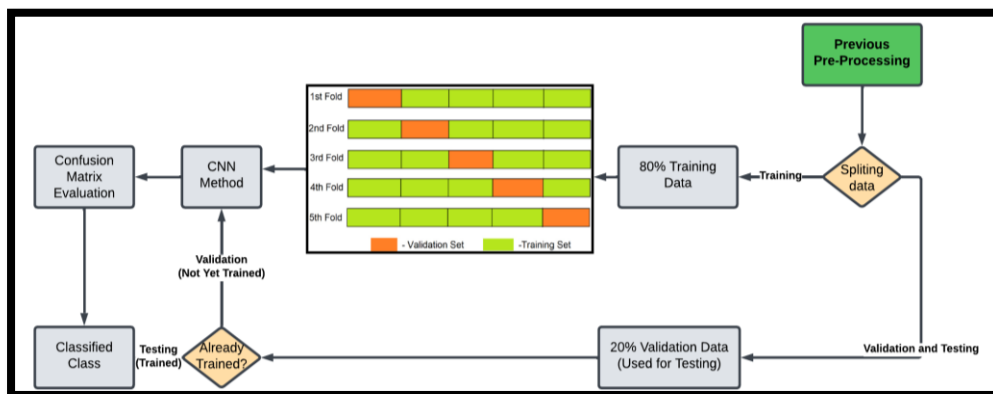 Previous
Pre-Processing
1st Fold
2nd Fold
3rd Fold
4th Fold
5th Fold
- Validation Set
-Training Set
Confusion
Matrix
Evaluation
CNN
Method
80% Training
Data
Training
Spliting
data
Validation
(Not Yet Trained)
Classified
Class
Testing
(Trained)
Already
Trained?
20% Validation Data
(Used for Testing)
Validation and Testing